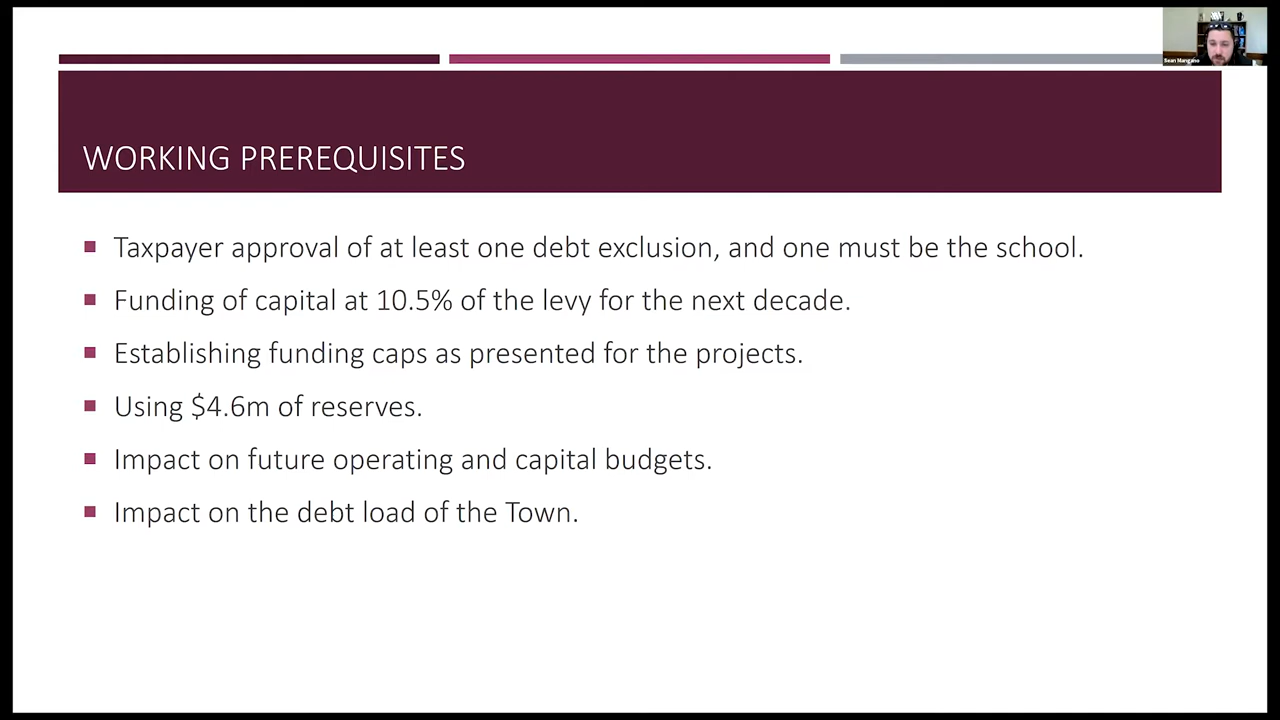 Sean Mangano
WORKING PREREQUISITES
Taxpayer approval of at least one debt exclusion, and one must be the school.
Funding of capital at 10.5% of the levy for the next decade.
Establishing funding caps as presented for the projects.
Using $4.6m of reserves.
Impact on future operating and capital budgets.
Impact on the debt load of the Town.